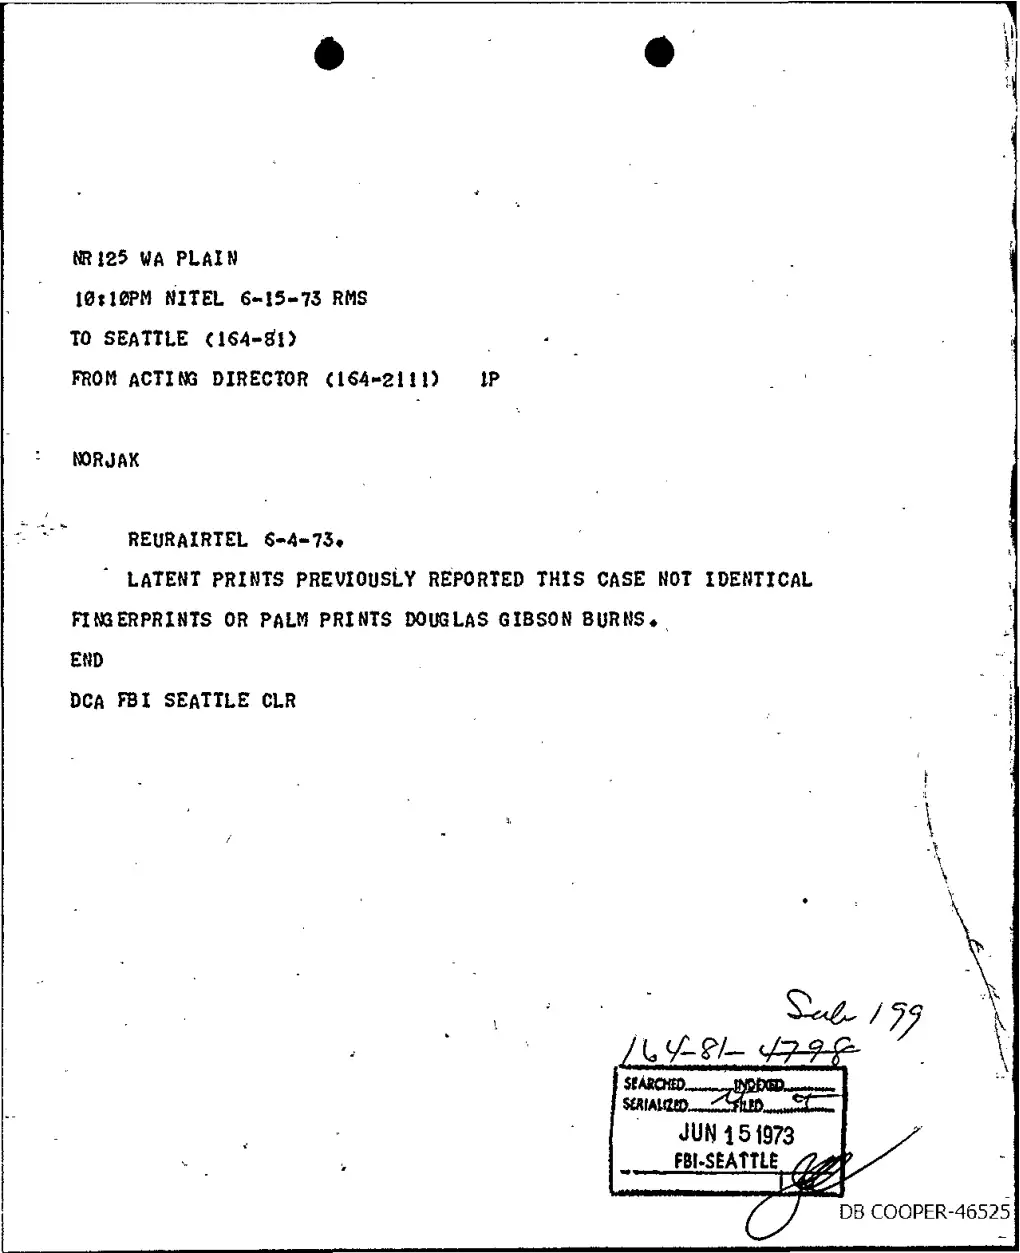 NR125 WA PLAIN
10:10PM NITEL 6-15-73 RMS
TO SEATTLE (164-81)
FROM ACTING DIRECTOR (164-2111) 1P
NORJAK
REURAIRTEL 6-4-73.
LATENT PRINTS PREVIOUSLY REPORTED THIS CASE NOT IDENTICAL
FINGERPRINTS OR PALM PRINTS DOUGLAS GIBSON BURNS.
END
DCA FBI SEATTLE CLR
Sub 199
164-81-4798
SEARCHED INDEXED
SERIALIZED FILED
JUN 15 1973
FBI-SEATTLE
DB COOPER-46525